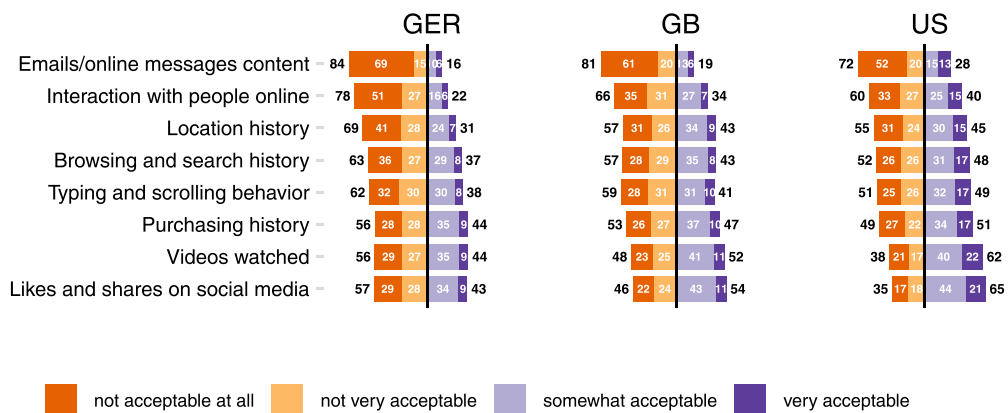 GER GB US
Emails/online messages content 84 69 15 10 6 16 81 61 20 13 6 19 72 52 20 15 13 28
Interaction with people online 78 51 27 16 6 22 66 35 31 27 7 34 60 33 27 25 15 40
Location history 69 41 28 24 7 31 57 31 26 34 9 43 55 31 24 30 15 45
Browsing and search history 63 36 27 29 8 37 57 28 29 35 8 43 52 26 26 31 17 48
Typing and scrolling behavior 62 32 30 30 8 38 59 28 31 31 10 41 51 25 26 32 17 49
Purchasing history 56 28 28 35 9 44 53 26 27 37 10 47 49 27 22 34 17 51
Videos watched 56 29 27 35 9 44 48 23 25 41 11 52 38 21 17 40 22 62
Likes and shares on social media 57 29 28 34 9 43 46 22 24 43 11 54 35 17 18 44 21 65
not acceptable at all not very acceptable somewhat acceptable very acceptable